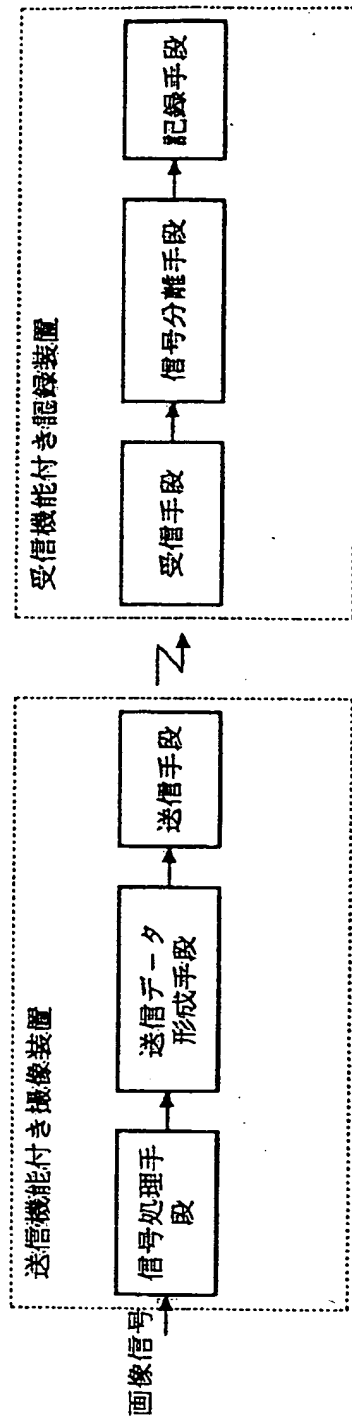 送信機能付き撮像装置
画像信号
信号処理手
段
送信データ
形成手段
送信手段
受信機能付き記録装置
受信手段
信号分離手段
記録手段